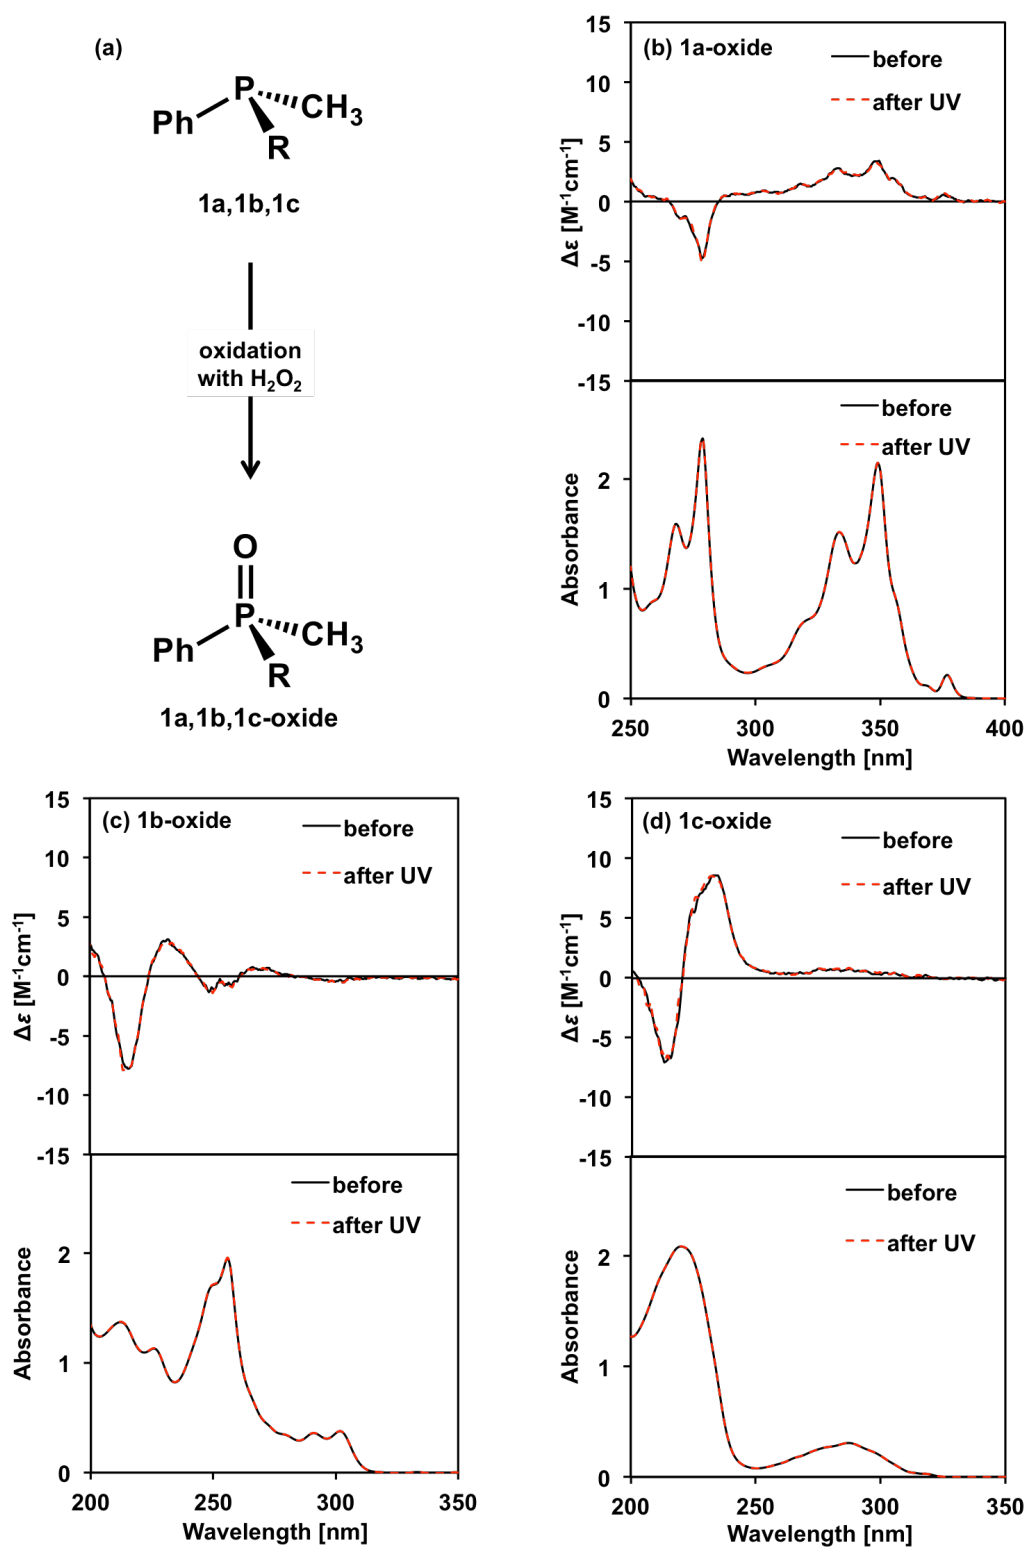 (a)
P
Ph
CH3
R
1a,1b,1c
oxidation
with H2O2
O
P
Ph
CH3
R
1a,1b,1c-oxide
(b) 1a-oxide
before
after UV
15
10
5
0
-5
-10
-15
Δε [M-1cm-1]
before
after UV
2
1
0
Absorbance
250
300
350
400
Wavelength [nm]
(c) 1b-oxide
before
after UV
15
10
5
0
-5
-10
-15
Δε [M-1cm-1]
before
after UV
2
1
0
Absorbance
200
250
300
350
Wavelength [nm]
(d) 1c-oxide
before
after UV
15
10
5
0
-5
-10
-15
Δε [M-1cm-1]
before
after UV
2
1
0
Absorbance
200
250
300
350
Wavelength [nm]